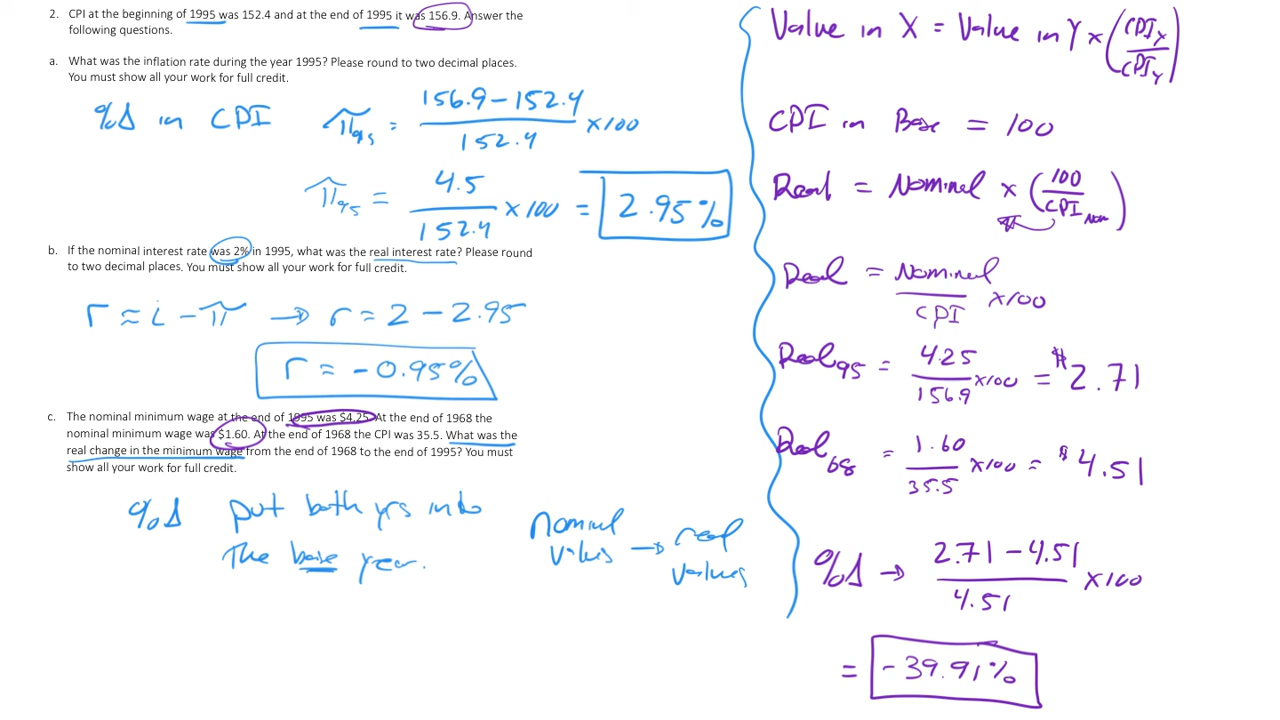 2. CPI at the beginning of 1995 was 152.4 and at the end of 1995 it was 156.9. Answer the
following questions.
a. What was the inflation rate during the year 1995? Please round to two decimal places.
You must show all your work for full credit.
%Δ in CPI
π95 = (156.9 - 152.4)/152.4 × 100
π95 = 4.5/152.4 × 100 = 2.95%
b. If the nominal interest rate was 2% in 1995, what was the real interest rate? Please round
to two decimal places. You must show all your work for full credit.
r ≈ i - π → r = 2 - 2.95
r = -0.95%
c. The nominal minimum wage at the end of 1995 was $4.25. At the end of 1968 the
nominal minimum wage was $1.60. At the end of 1968 the CPI was 35.5. What was the
real change in the minimum wage from the end of 1968 to the end of 1995? You must
show all your work for full credit.
%Δ put both yrs into
The base year.
nominal values → real values
Value in X = Value in Y × (CPIX/CPIY)
CPI in Base = 100
Real = Nominal × (100/CPI Nom)
Real = Nominal/CPI × 100
Real95 = 4.25/156.9 × 100 = $2.71
Real68 = 1.60/35.5 × 100 = $4.51
%Δ → (2.71 - 4.51)/4.51 × 100
= -39.91%